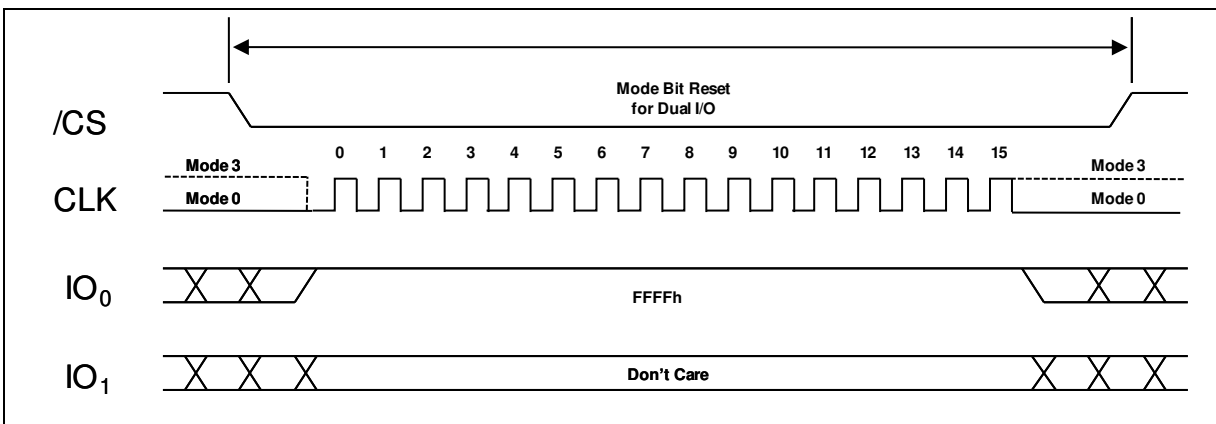 Mode Bit Reset
for Dual I/O
/CS
0 1 2 3 4 5 6 7 8 9 10 11 12 13 14 15
Mode 3 Mode 3
CLK Mode 0 Mode 0
IO0 FFFFh
IO1 Don't Care